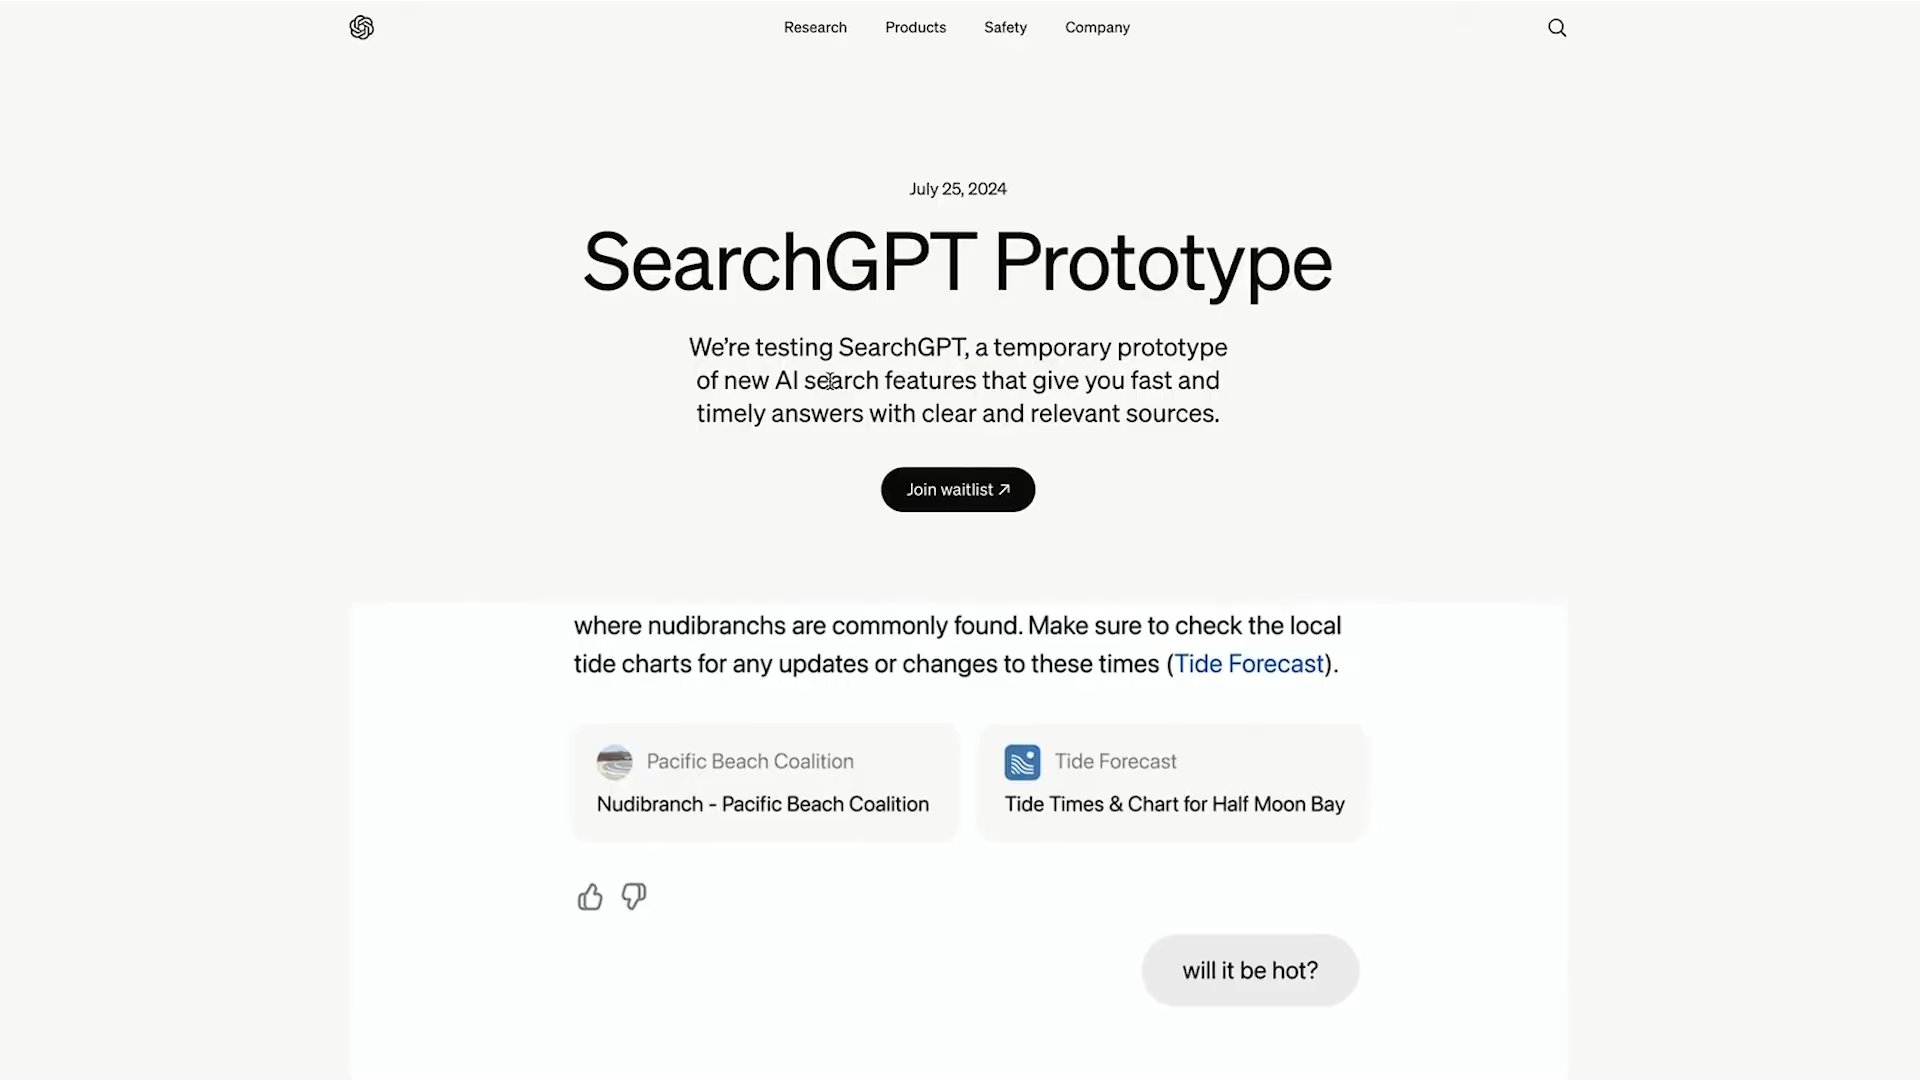 Research Products Safety Company
July 25, 2024
SearchGPT Prototype
We’re testing SearchGPT, a temporary prototype
of new AI search features that give you fast and
timely answers with clear and relevant sources.
Join waitlist ↗
where nudibranchs are commonly found. Make sure to check the local
tide charts for any updates or changes to these times (Tide Forecast).
Pacific Beach Coalition
Nudibranch - Pacific Beach Coalition
Tide Forecast
Tide Times & Chart for Half Moon Bay
will it be hot?